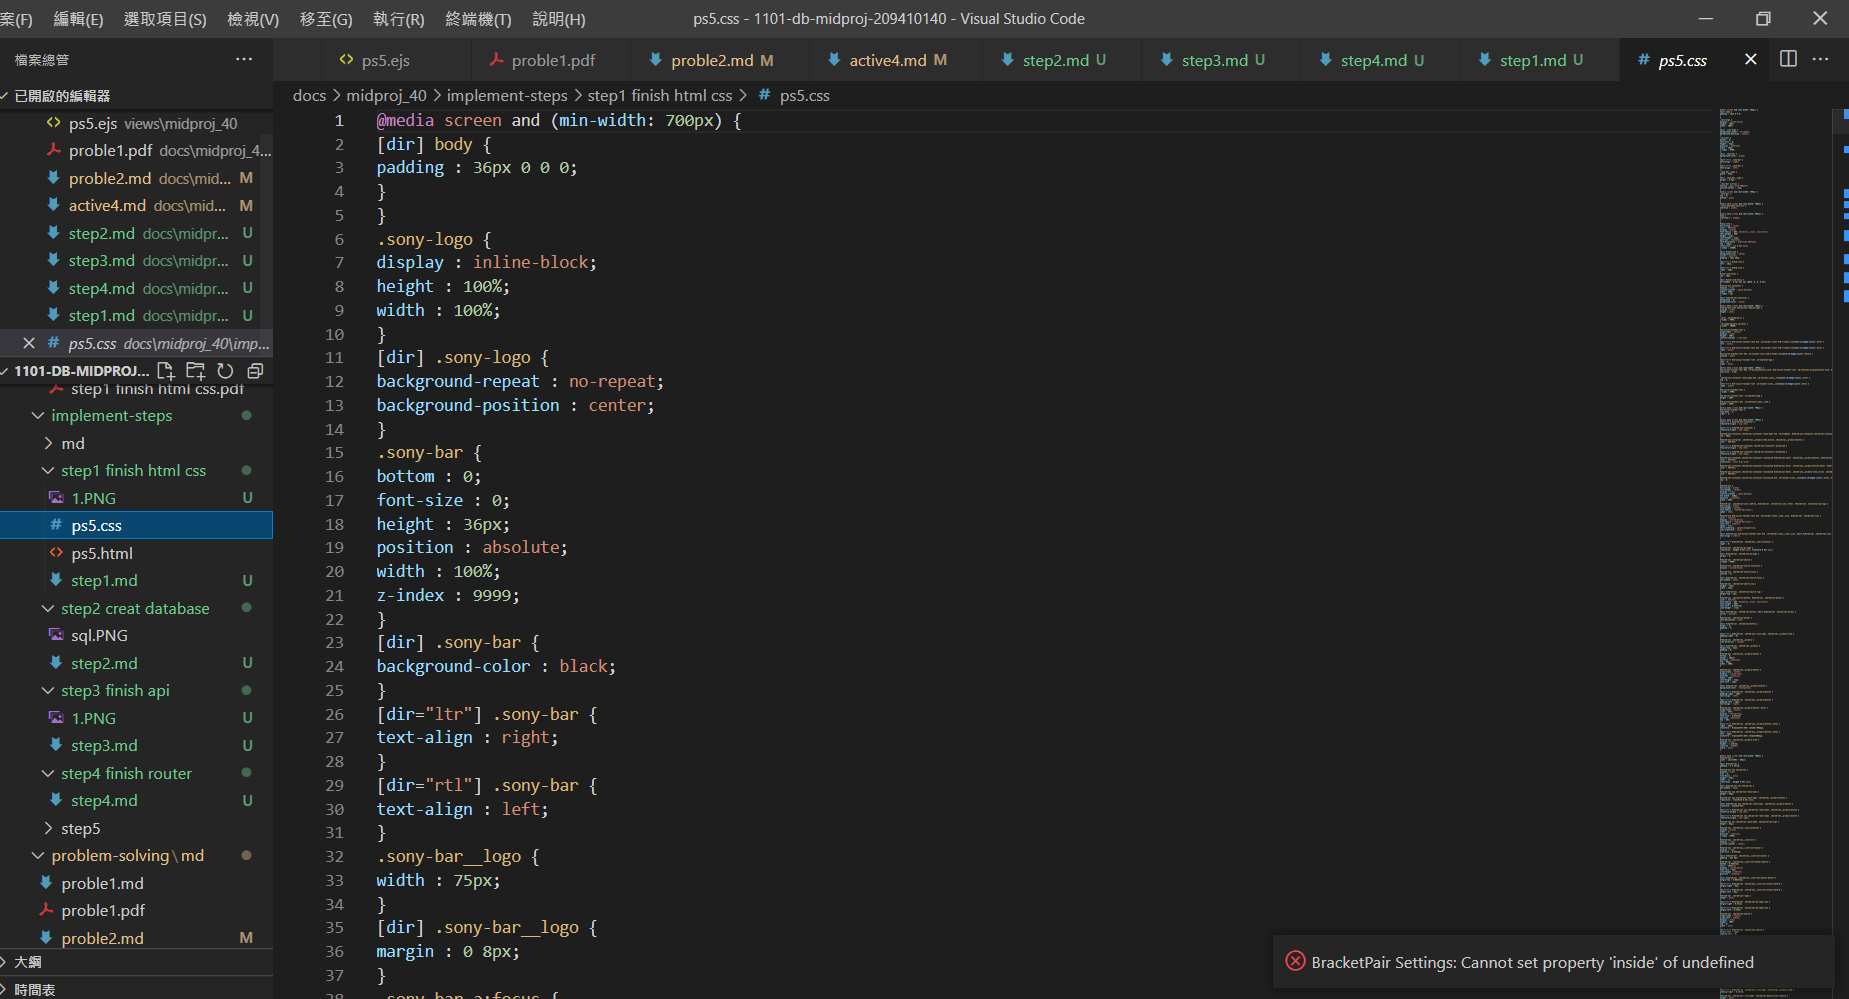 案(F) 編輯(E) 選取項目(S) 檢視(V) 移至(G) 執行(R) 終端機(T) 說明(H) ps5.css - 1101-db-midproj-209410140 - Visual Studio Code
檔案總管
ps5.ejs proble1.pdf proble2.md M active4.md M step2.md U step3.md U step4.md U step1.md U # ps5.css
已開啟的編輯器
ps5.ejs views\midproj_40
proble1.pdf docs\midproj_4...
proble2.md docs\mid... M
active4.md docs\mid... M
step2.md docs\midpr... U
step3.md docs\midpr... U
step4.md docs\midpr... U
step1.md docs\midpr... U
# ps5.css docs\midproj_40\imp...
1101-DB-MIDPROJ...
step1 finish html css.pdf
implement-steps
md
step1 finish html css
1.PNG U
# ps5.css
ps5.html
step1.md U
step2 creat database
sql.PNG
step2.md U
step3 finish api
1.PNG U
step3.md U
step4 finish router
step4.md U
step5
problem-solving\md
proble1.md
proble1.pdf
proble2.md M
大綱
時間表
docs > midproj_40 > implement-steps > step1 finish html css > # ps5.css
1 @media screen and (min-width: 700px) {
2 [dir] body {
3 padding : 36px 0 0 0;
4 }
5 }
6 .sony-logo {
7 display : inline-block;
8 height : 100%;
9 width : 100%;
10 }
11 [dir] .sony-logo {
12 background-repeat : no-repeat;
13 background-position : center;
14 }
15 .sony-bar {
16 bottom : 0;
17 font-size : 0;
18 height : 36px;
19 position : absolute;
20 width : 100%;
21 z-index : 9999;
22 }
23 [dir] .sony-bar {
24 background-color : black;
25 }
26 [dir="ltr"] .sony-bar {
27 text-align : right;
28 }
29 [dir="rtl"] .sony-bar {
30 text-align : left;
31 }
32 .sony-bar__logo {
33 width : 75px;
34 }
35 [dir] .sony-bar__logo {
36 margin : 0 8px;
37 }
38 .sony-bar a:focus {
BracketPair Settings: Cannot set property 'inside' of undefined